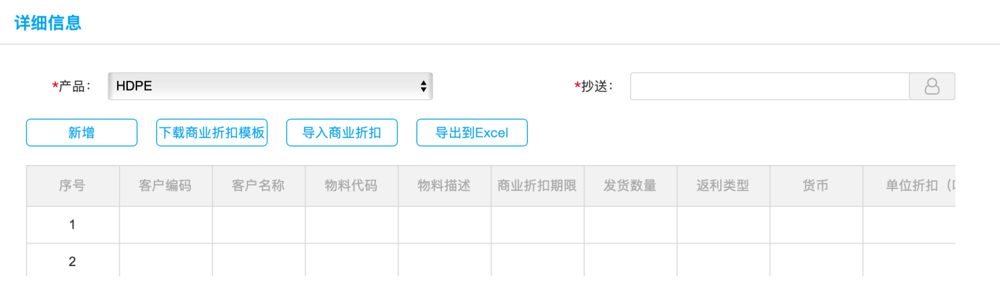 详细信息
*产品： HDPE *抄送：
新增 下载商业折扣模板 导入商业折扣 导出到Excel
序号 客户编码 客户名称 物料代码 物料描述 商业折扣期限 发货数量 返利类型 货币 单位折扣（
1
2